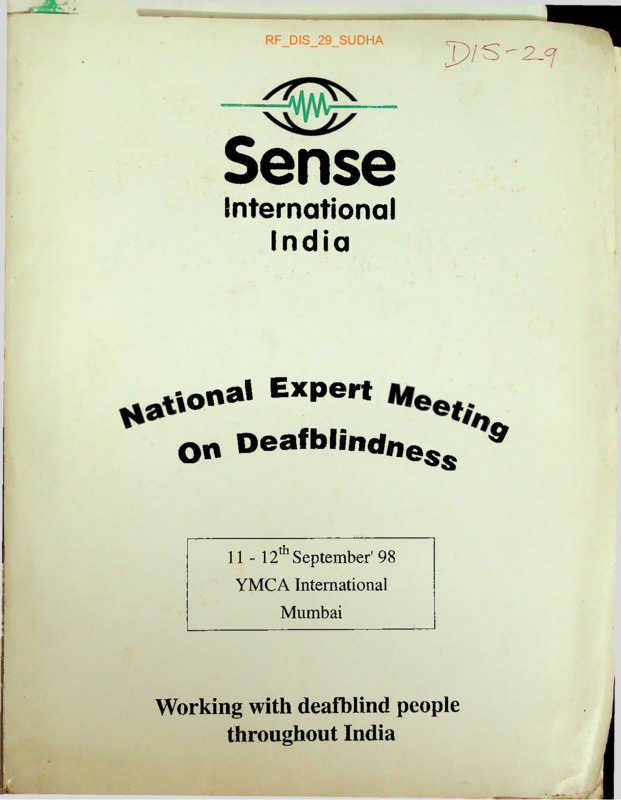 RF_DIS_29_SUDHA
DIS-29
Sense
International
India
National Expert Meeting
On Deafblindness
11 - 12th September' 98
YMCA International
Mumbai
Working with deafblind people
throughout India